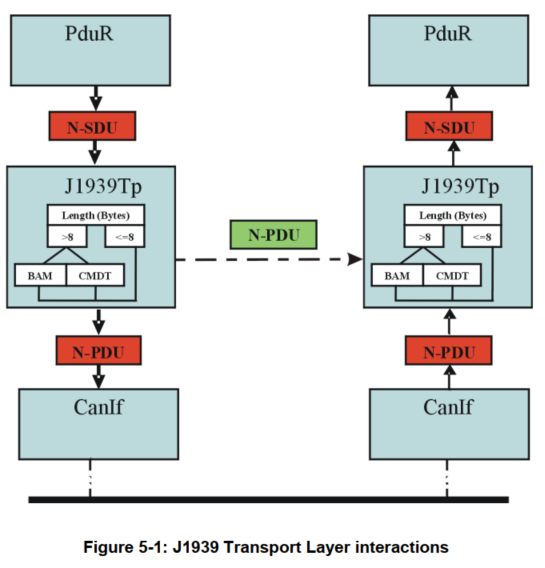 PduR
PduR
N-SDU
N-SDU
J1939Tp
J1939Tp
Length (Bytes)
Length (Bytes)
>8
<=8
>8
<=8
N-PDU
BAM
CMDT
BAM
CMDT
N-PDU
N-PDU
CanIf
CanIf
Figure 5-1: J1939 Transport Layer interactions